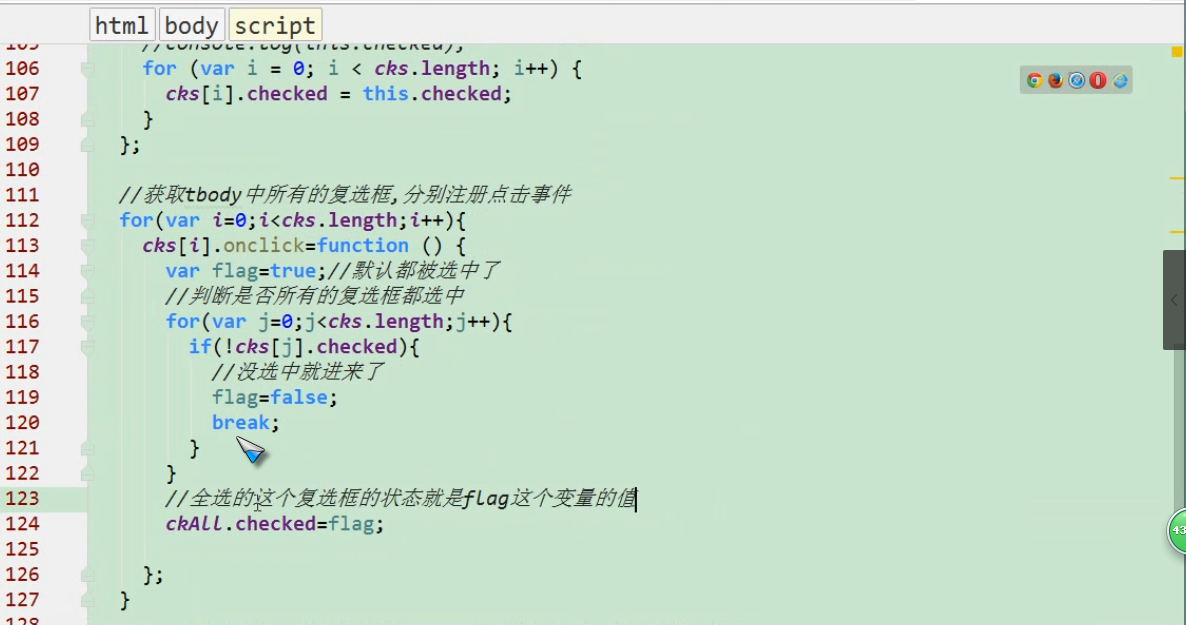 html body script
105 //console.log(this.checked);
106 for (var i = 0; i < cks.length; i++) {
107 cks[i].checked = this.checked;
108 }
109 };
110
111 //获取tbody中所有的复选框,分别注册点击事件
112 for(var i=0;i<cks.length;i++){
113 cks[i].onclick=function () {
114 var flag=true;//默认都被选中了
115 //判断是否所有的复选框都选中
116 for(var j=0;j<cks.length;j++){
117 if(!cks[j].checked){
118 //没选中就进来了
119 flag=false;
120 break;
121 }
122 }
123 //全选的这个复选框的状态就是flag这个变量的值
124 ckAll.checked=flag;
125
126 };
127 }
128
43